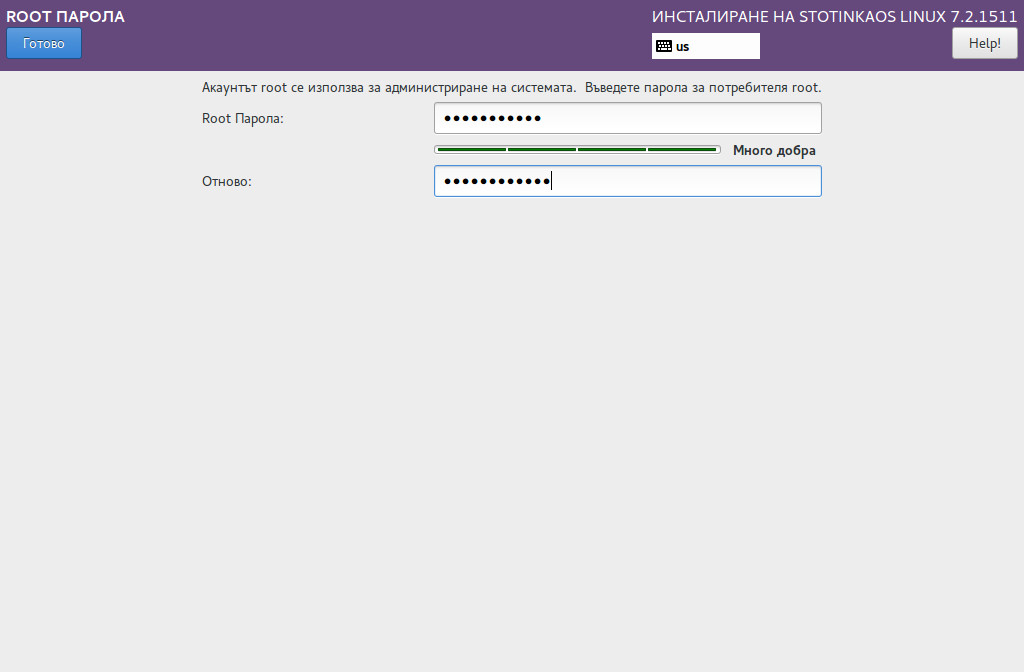 ROOT ПАРОЛА
ИНСТАЛИРАНЕ НА STOTINKAOS LINUX 7.2.1511
Готово
us
Help!
Акаунтът root се използва за администриране на системата.  Въведете парола за потребителя root.
Root Парола:
●●●●●●●●●●●
Много добра
Отново:
●●●●●●●●●●●●